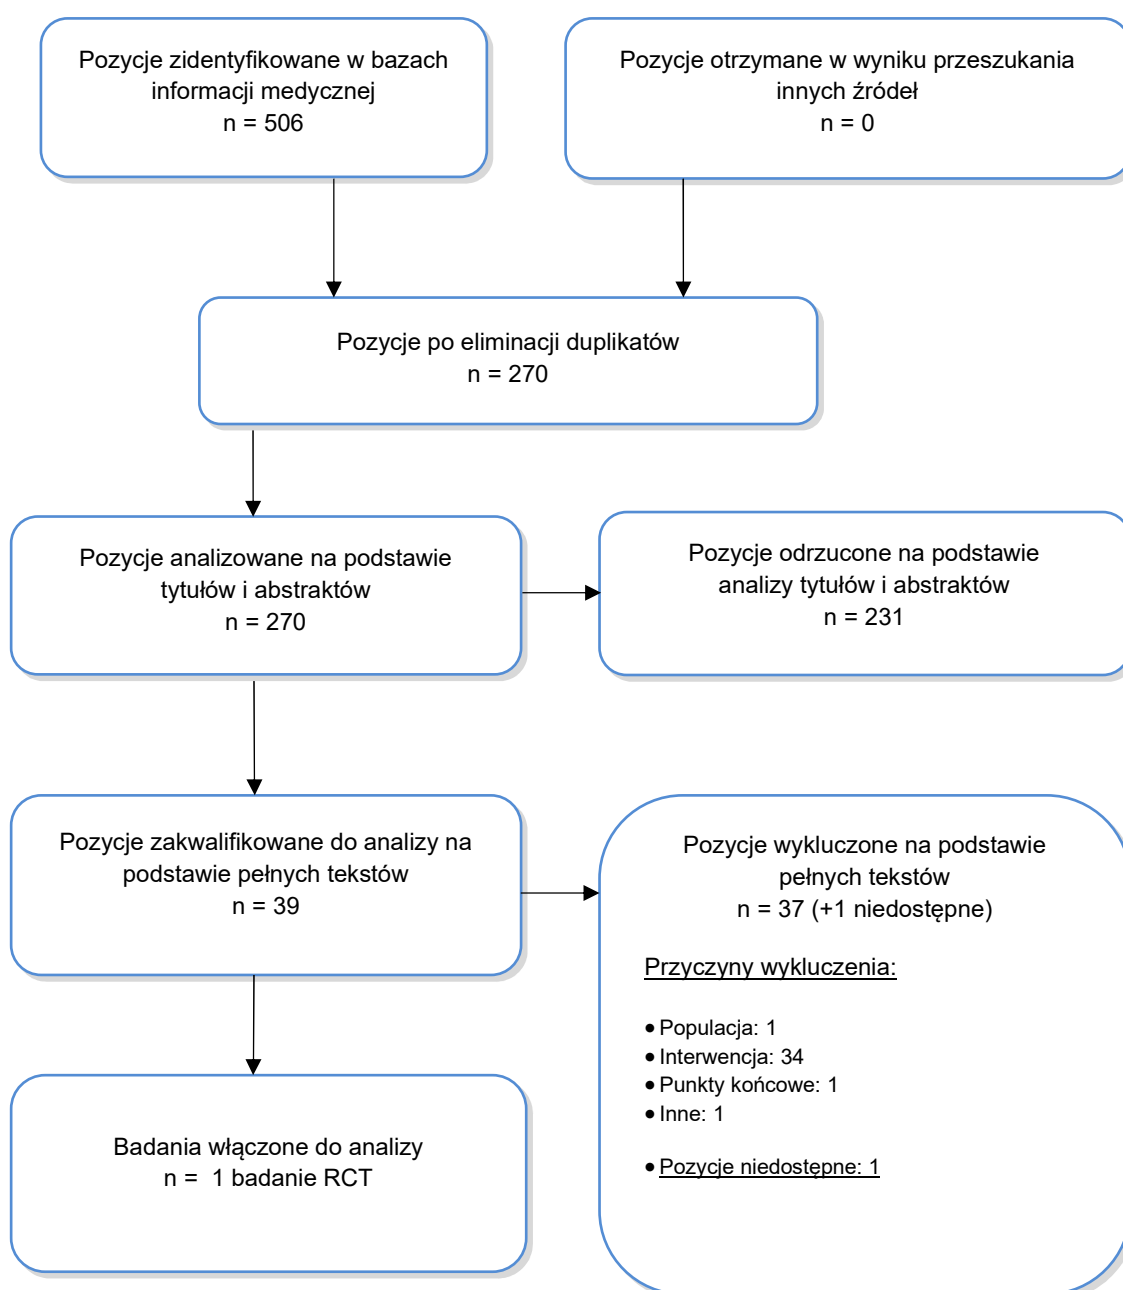 Pozycje zidentyfikowane w bazach
informacji medycznej
n = 506
Pozycje otrzymane w wyniku przeszukania
innych źródeł
n = 0
Pozycje po eliminacji duplikatów
n = 270
Pozycje analizowane na podstawie
tytułów i abstraktów
n = 270
Pozycje odrzucone na podstawie
analizy tytułów i abstraktów
n = 231
Pozycje zakwalifikowane do analizy na
podstawie pełnych tekstów
n = 39
Pozycje wykluczone na podstawie
pełnych tekstów
n = 37 (+1 niedostępne)
Przyczyny wykluczenia:
• Populacja: 1
• Interwencja: 34
• Punkty końcowe: 1
• Inne: 1
• Pozycje niedostępne: 1
Badania włączone do analizy
n = 1 badanie RCT